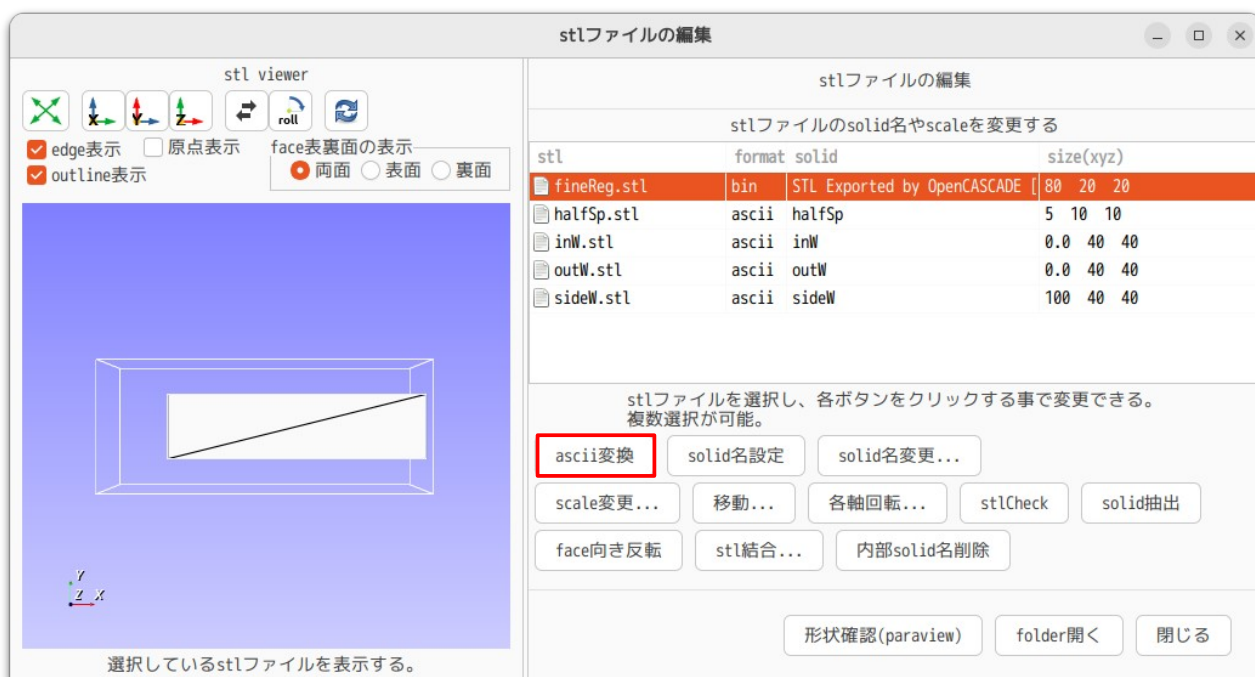 stlファイルの編集
stl viewer
X Y Z roll
edge表示 原点表示 face表裏面の表示
outline表示 両面 表面 裏面
Y
Z X
選択しているstlファイルを表示する。
stlファイルの編集
stlファイルのsolid名やscaleを変更する
stl format solid size(xyz)
fineReg.stl bin STL Exported by OpenCASCADE [ 80 20 20
halfSp.stl ascii halfSp 5 10 10
inW.stl ascii inW 0.0 40 40
outW.stl ascii outW 0.0 40 40
sideW.stl ascii sideW 100 40 40
stlファイルを選択し、各ボタンをクリックする事で変更できる。
複数選択が可能。
ascii変換 solid名設定 solid名変更...
scale変更... 移動... 各軸回転... stlCheck solid抽出
face向き反転 stl結合... 内部solid名削除
形状確認(paraview) folder開く 閉じる